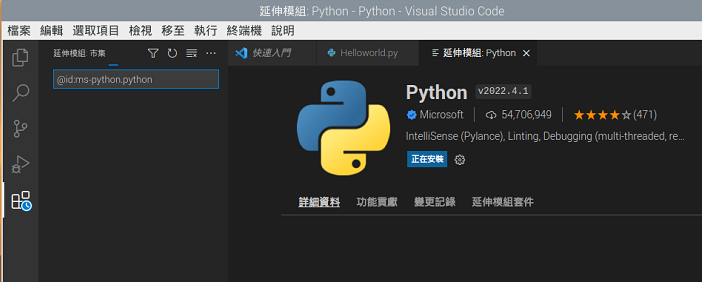 延伸模組: Python - Python - Visual Studio Code
檔案 編輯 選取項目 檢視 移至 執行 終端機 說明
延伸模組: 市集
快速入門 Helloworld.py 延伸模組: Python
@id:ms-python.python
Python v2022.4.1
Microsoft 54,706,949 (471)
IntelliSense (Pylance), Linting, Debugging (multi-threaded, re...
正在安裝
詳細資料 功能貢獻 變更記錄 延伸模組套件